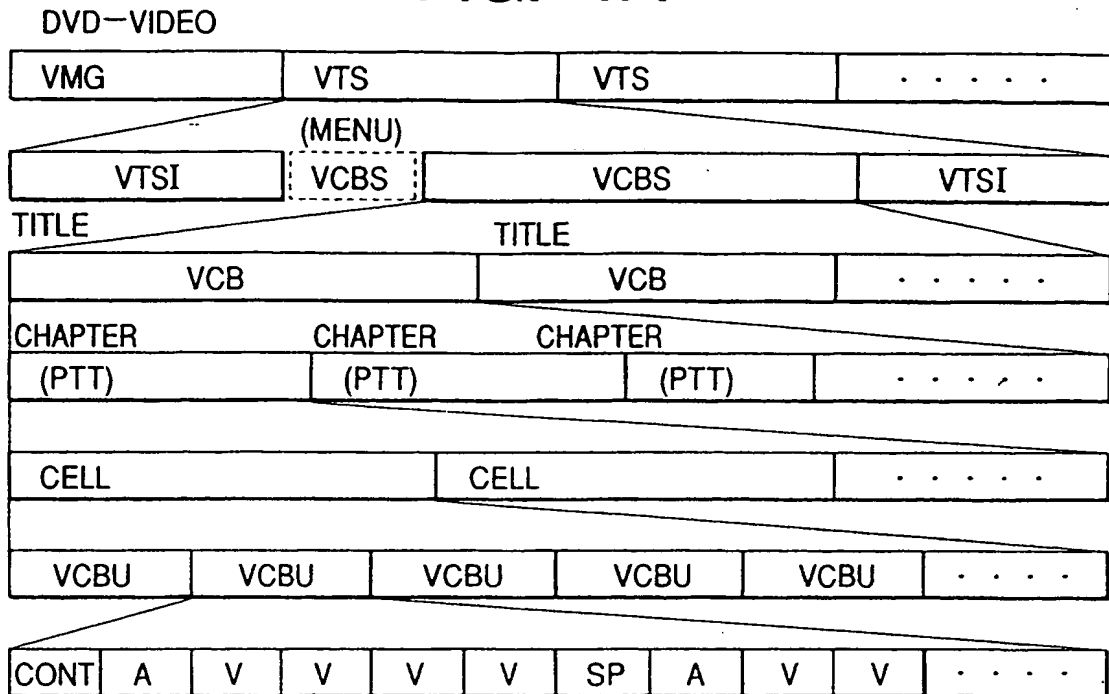 DVD-VIDEO
VMG VTS VTS . . . . .
(MENU)
VTSI VCBS VCBS VTSI
TITLE TITLE
VCB VCB . . . . .
CHAPTER CHAPTER CHAPTER
(PTT) (PTT) (PTT) . . . . .
CELL CELL . . . . .
VCBU VCBU VCBU VCBU VCBU . . . .
CONT A V V V V SP A V V . . . .